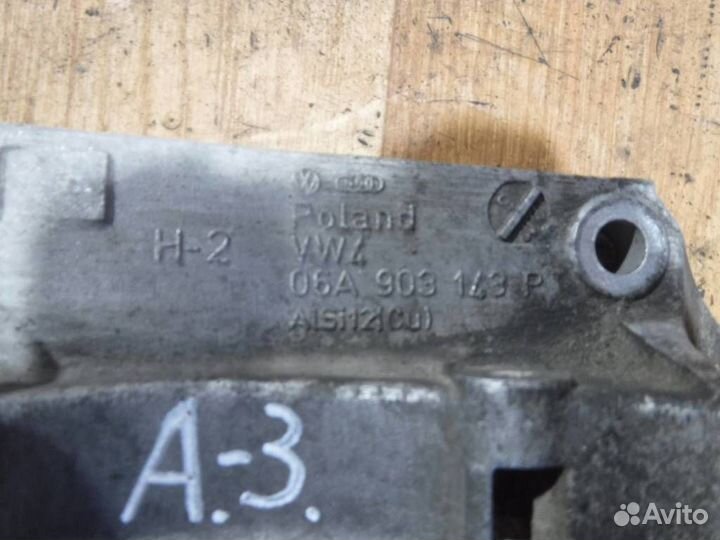 Poland
H-2
VW4
06A 903 143 P
AlSi12(Cu)
A.-3.
Avito